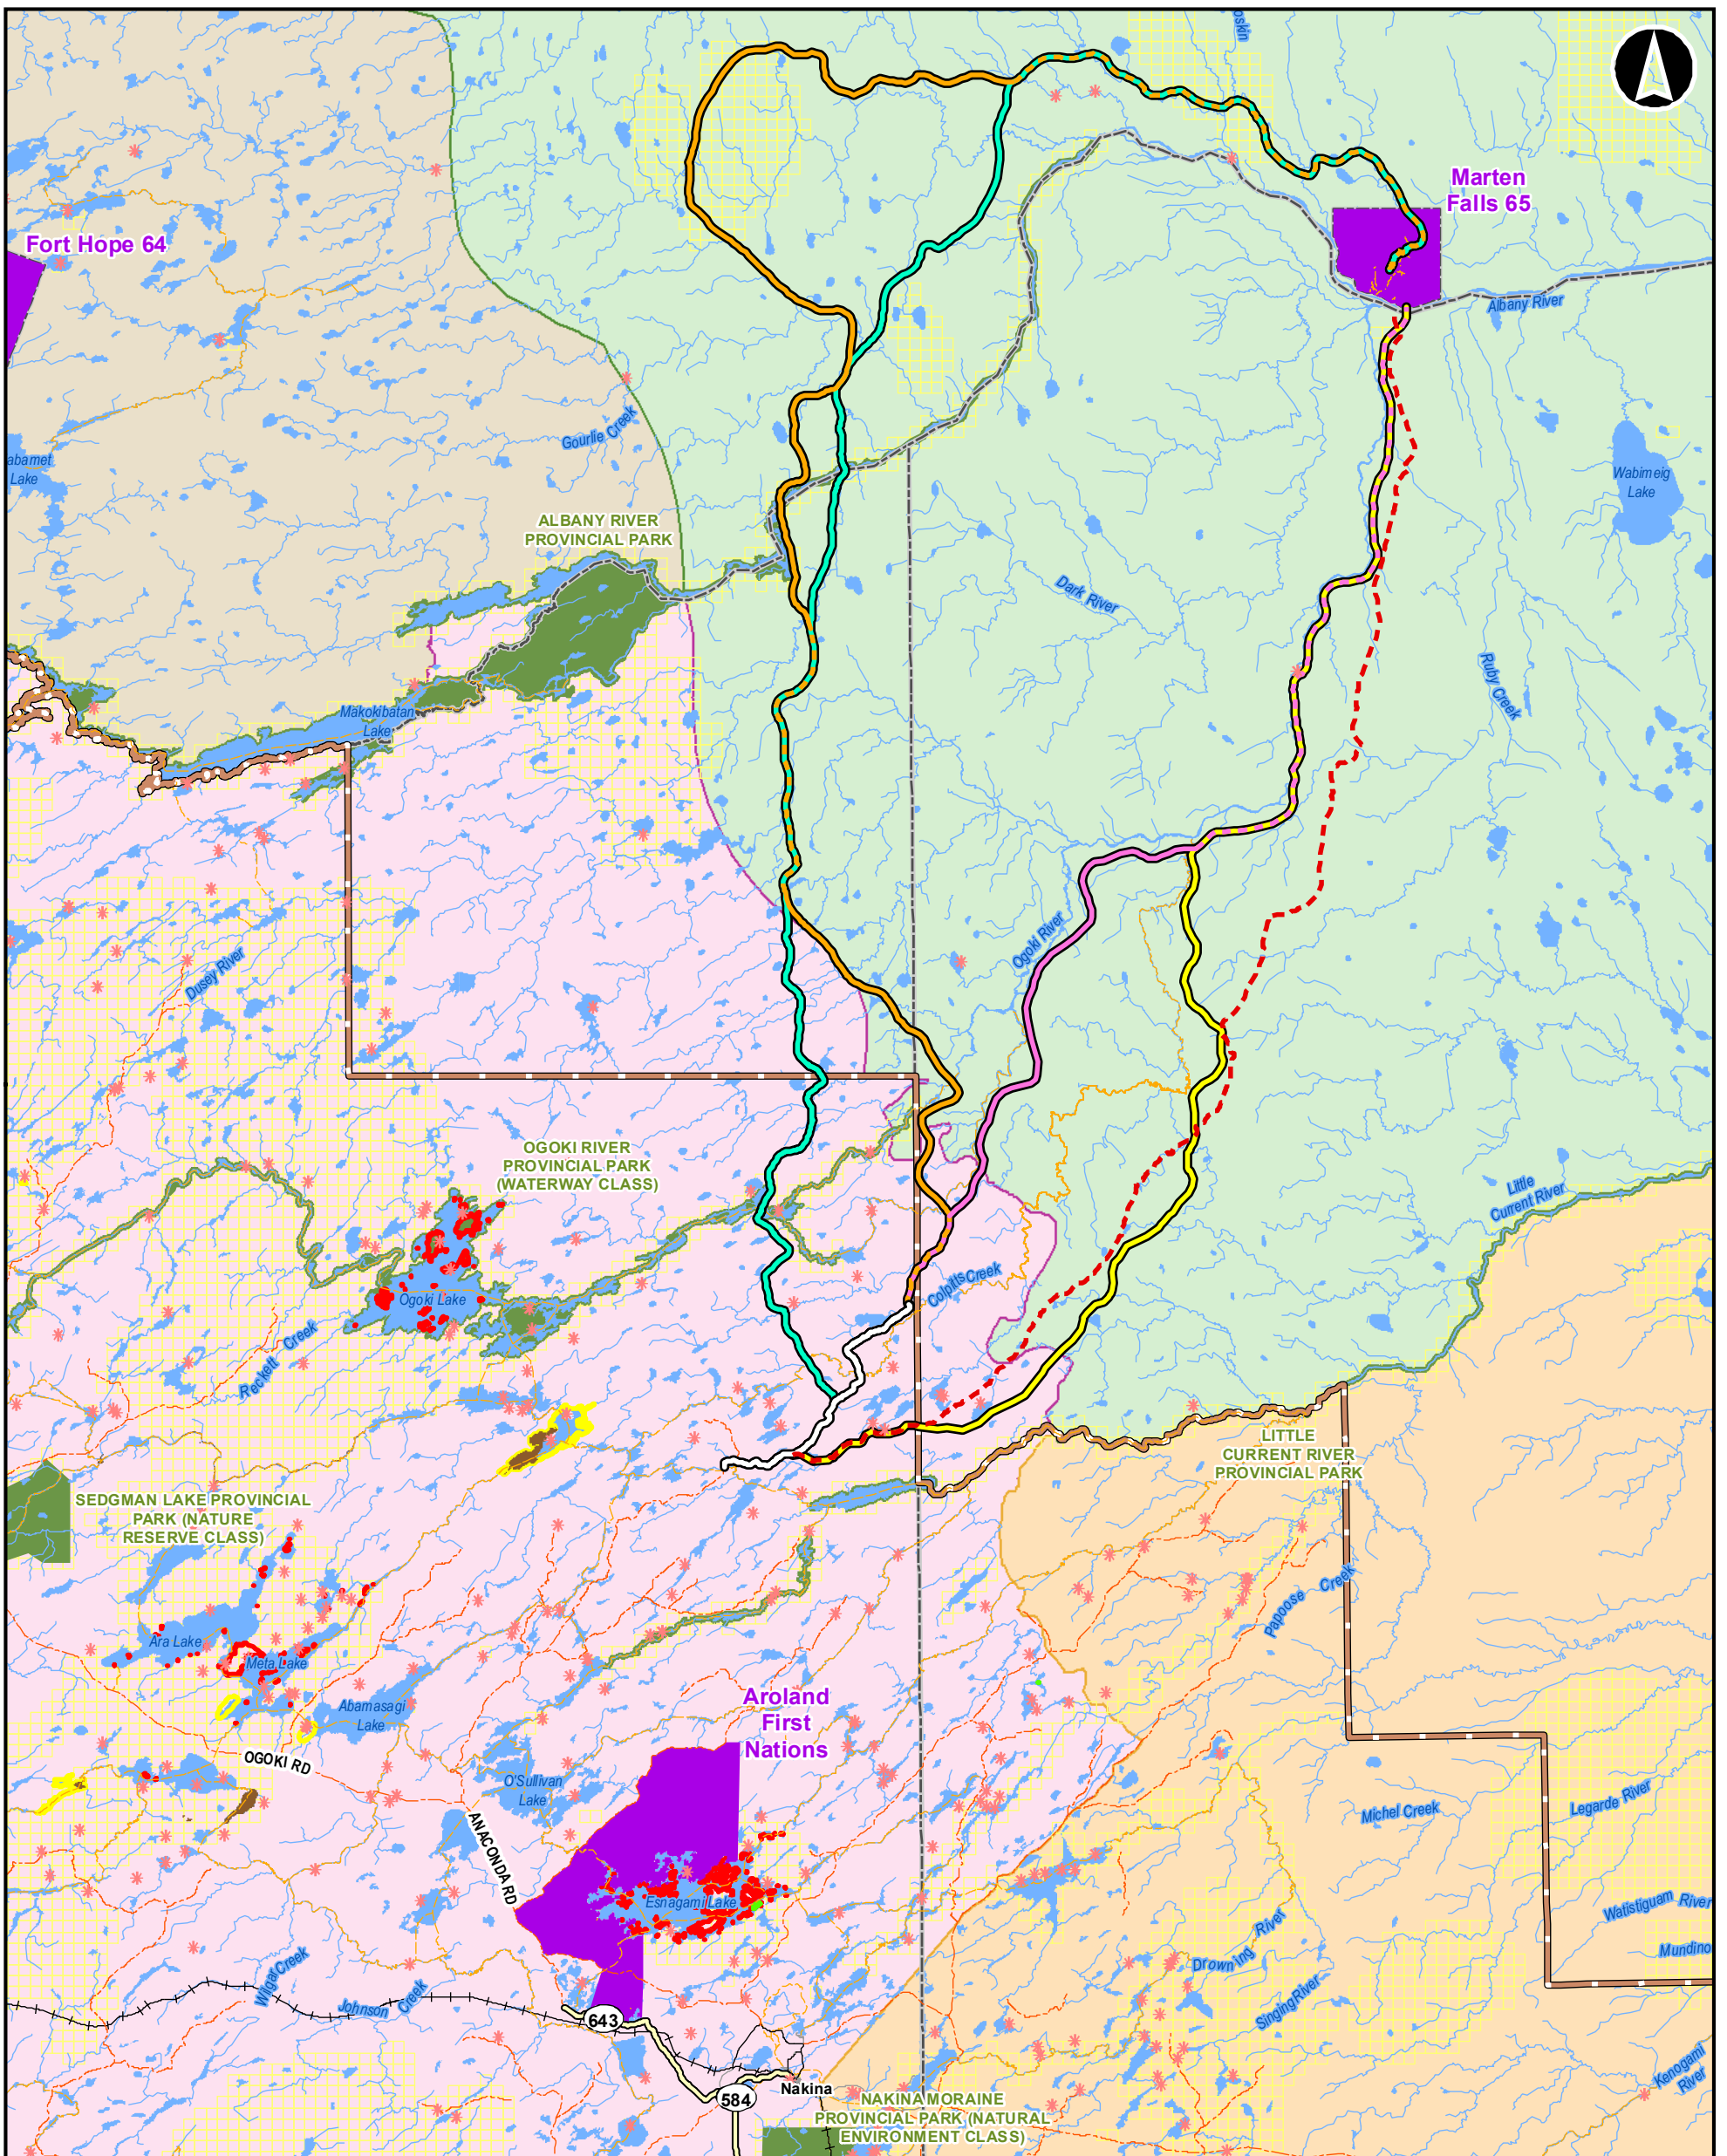 Marten
Falls 65
Fort Hope 64
Albany River
Gourlie Creek
abamet
Lake
Wabimeig
Lake
ALBANY RIVER
PROVINCIAL PARK
Dark River
Ruby Creek
Makokibatan
Lake
Ogoki River
Dusey River
OGOKI RIVER
PROVINCIAL PARK
(WATERWAY CLASS)
Little
Current River
Colpitts Creek
Ogoki Lake
Reckett Creek
LITTLE
CURRENT RIVER
PROVINCIAL PARK
SEDGMAN LAKE PROVINCIAL
PARK (NATURE
RESERVE CLASS)
Papoose Creek
Ara Lake
Meta Lake
Abamasagi
Lake
Aroland
First
Nations
OGOKI RD
O'Sullivan
Lake
Michel Creek
Legarde River
ANACONDA RD
Esnagami Lake
Watistiguam River
Drowning River
Mundino
Wigat Creek
Johnson Creek
Singing River
643
Kenogami
River
Nakina
584
NAKINA MORAINE
PROVINCIAL PARK (NATURAL
ENVIRONMENT CLASS)